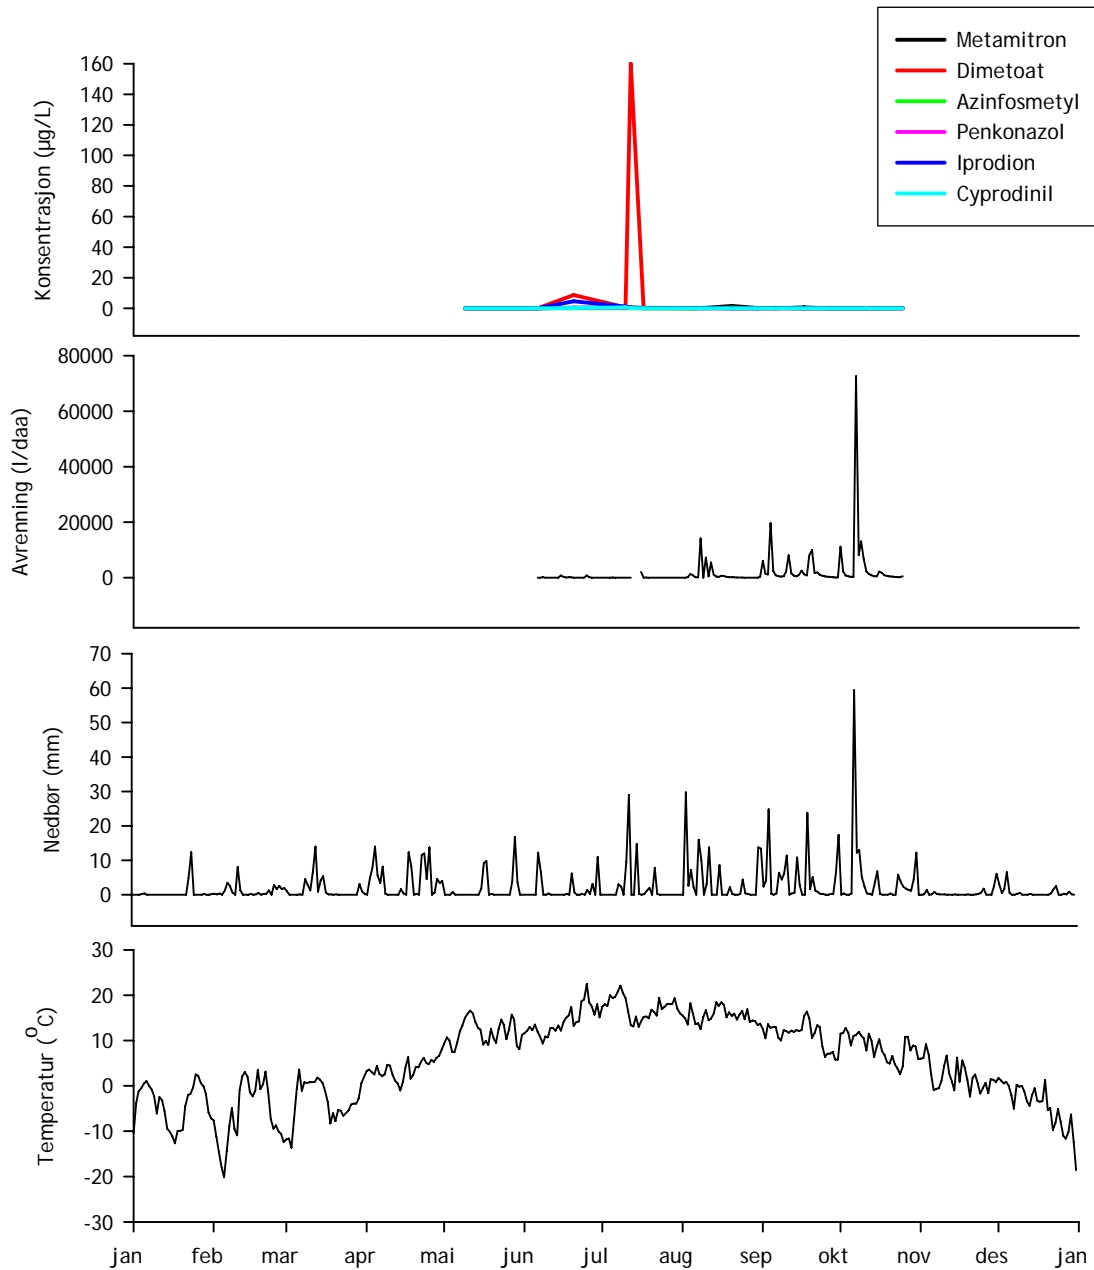 Metamitron
Dimetoat
Azinfosmetyl
Penkonazol
Iprodion
Cyprodinil
Konsentrasjon (µg/L)
160
140
120
100
80
60
40
20
0
Avrenning (l/daa)
80000
60000
40000
20000
0
Nedbør (mm)
70
60
50
40
30
20
10
0
Temperatur (°C)
30
20
10
0
-10
-20
-30
jan feb mar apr mai jun jul aug sep okt nov des jan